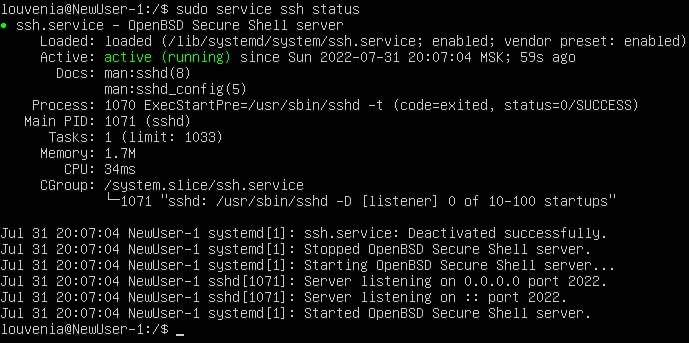 louvenia@NewUser-1:/$ sudo service ssh status
● ssh.service - OpenBSD Secure Shell server
Loaded: loaded (/lib/systemd/system/ssh.service; enabled; vendor preset: enabled)
Active: active (running) since Sun 2022-07-31 20:07:04 MSK; 59s ago
Docs: man:sshd(8)
man:sshd_config(5)
Process: 1070 ExecStartPre=/usr/sbin/sshd -t (code=exited, status=0/SUCCESS)
Main PID: 1071 (sshd)
Tasks: 1 (limit: 1033)
Memory: 1.7M
CPU: 34ms
CGroup: /system.slice/ssh.service
└─1071 "sshd: /usr/sbin/sshd -D [listener] 0 of 10-100 startups"

Jul 31 20:07:04 NewUser-1 systemd[1]: ssh.service: Deactivated successfully.
Jul 31 20:07:04 NewUser-1 systemd[1]: Stopped OpenBSD Secure Shell server.
Jul 31 20:07:04 NewUser-1 systemd[1]: Starting OpenBSD Secure Shell server...
Jul 31 20:07:04 NewUser-1 sshd[1071]: Server listening on 0.0.0.0 port 2022.
Jul 31 20:07:04 NewUser-1 sshd[1071]: Server listening on :: port 2022.
Jul 31 20:07:04 NewUser-1 systemd[1]: Started OpenBSD Secure Shell server.
louvenia@NewUser-1:/$ _